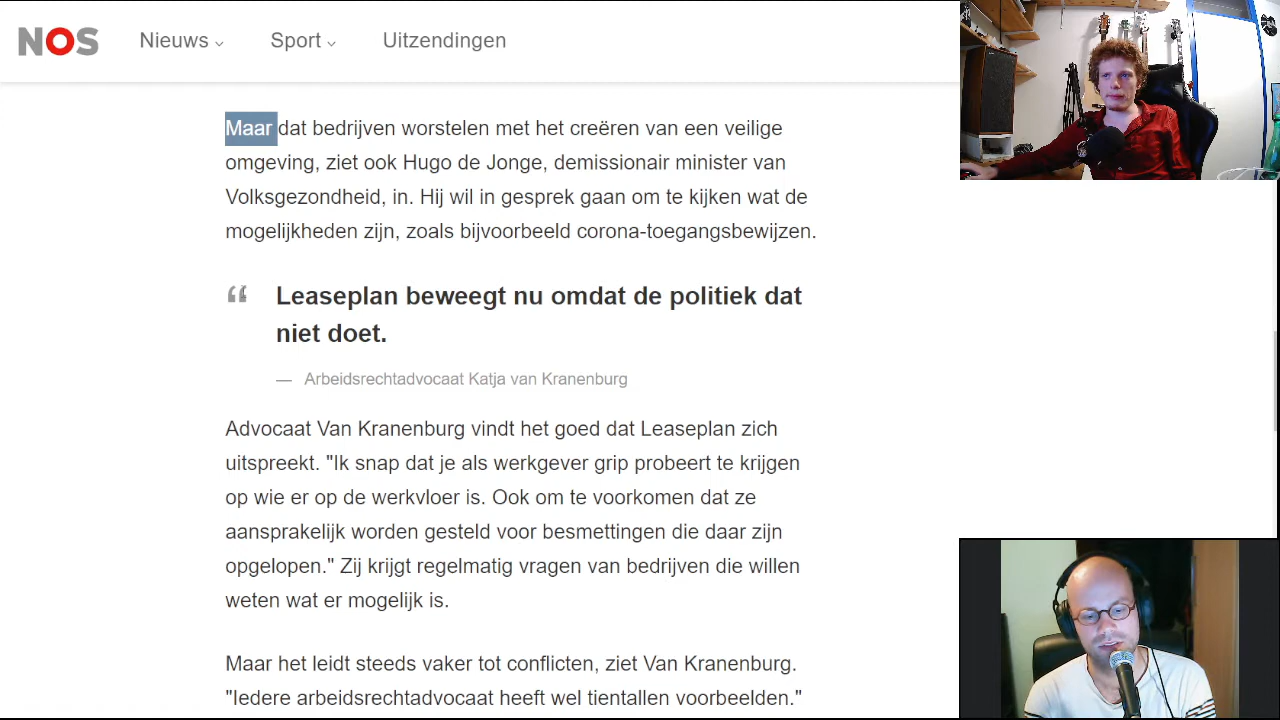 NOS Nieuws Sport Uitzendingen
Maar dat bedrijven worstelen met het creëren van een veilige
omgeving, ziet ook Hugo de Jonge, demissionair minister van
Volksgezondheid, in. Hij wil in gesprek gaan om te kijken wat de
mogelijkheden zijn, zoals bijvoorbeeld corona-toegangsbewijzen.
“ Leaseplan beweegt nu omdat de politiek dat
niet doet.
— Arbeidsrechtadvocaat Katja van Kranenburg
Advocaat Van Kranenburg vindt het goed dat Leaseplan zich
uitspreekt. "Ik snap dat je als werkgever grip probeert te krijgen
op wie er op de werkvloer is. Ook om te voorkomen dat ze
aansprakelijk worden gesteld voor besmettingen die daar zijn
opgelopen." Zij krijgt regelmatig vragen van bedrijven die willen
weten wat er mogelijk is.
Maar het leidt steeds vaker tot conflicten, ziet Van Kranenburg.
"Iedere arbeidsrechtadvocaat heeft wel tientallen voorbeelden."